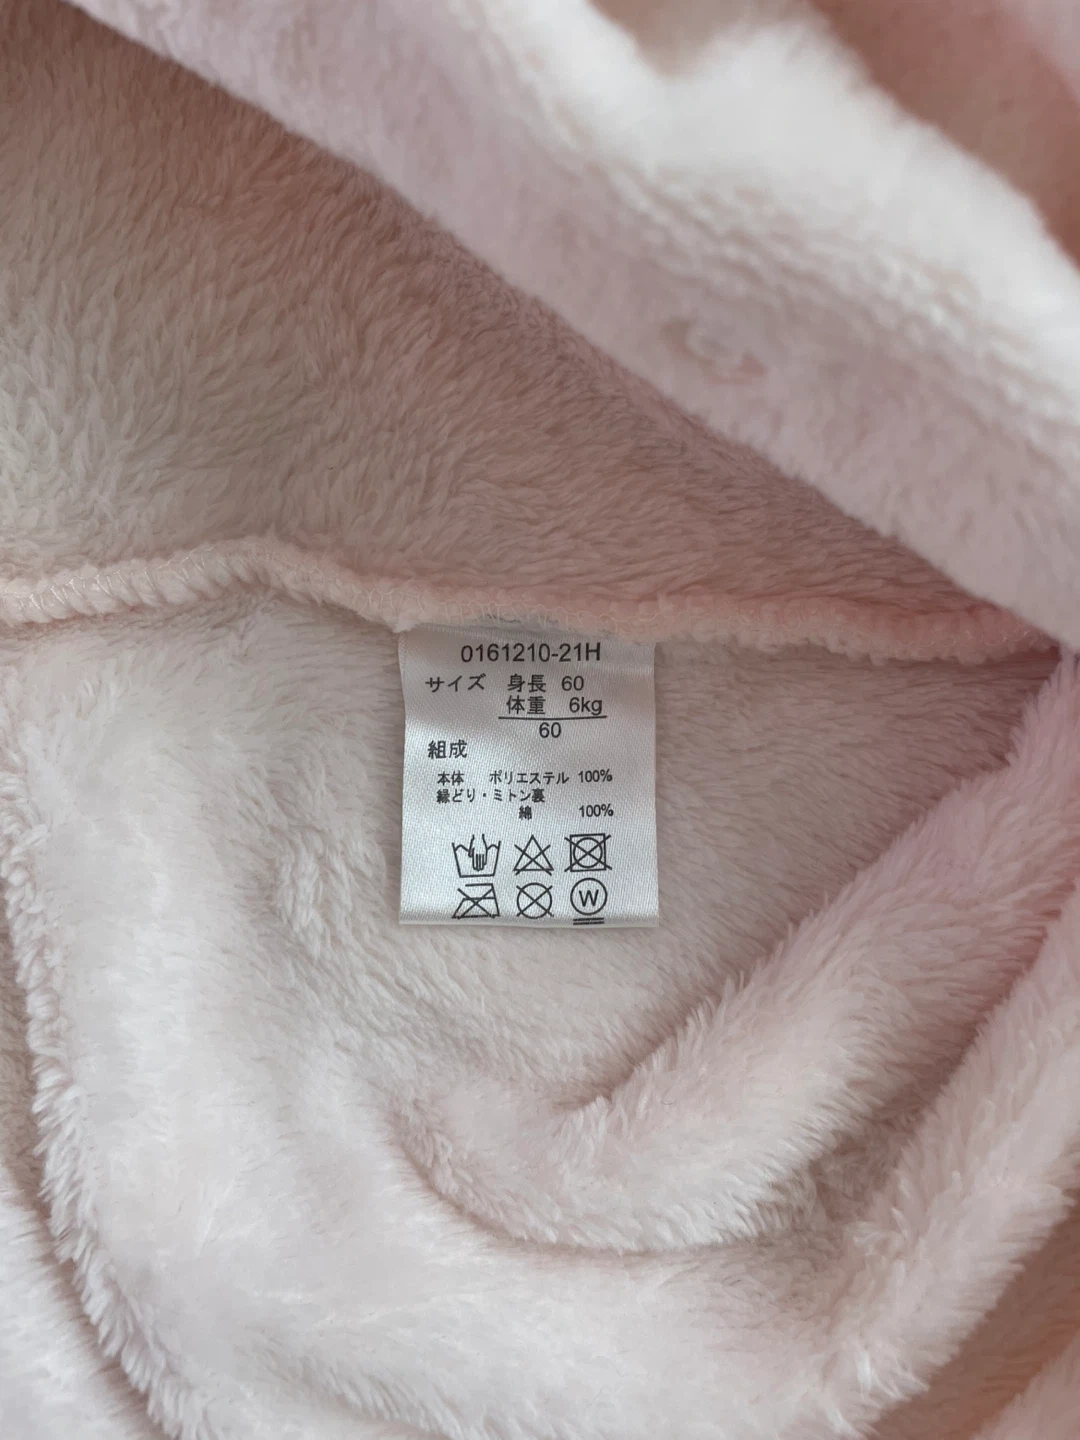 0161210-21H
サイズ 身長 60
体重 6kg
60
組成
本体 ポリエステル 100%
縁どり・ミトン裏
綿 100%
W